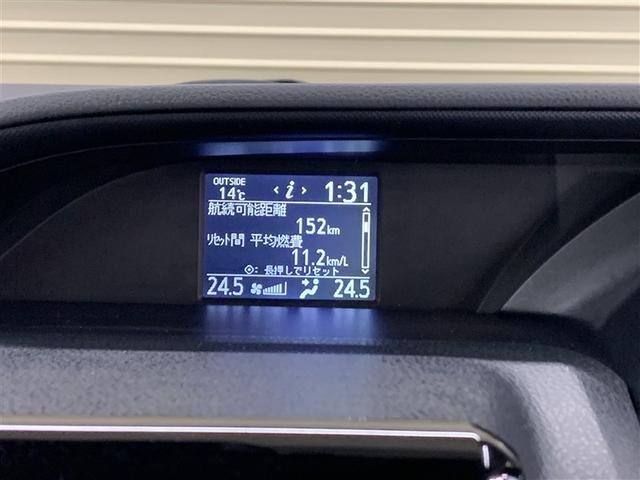 OUTSIDE
14℃ < i > 1:31
航続可能距離
152km
リセット間 平均燃費
11.2km/L
◎: 長押しでリセット
24.5 24.5